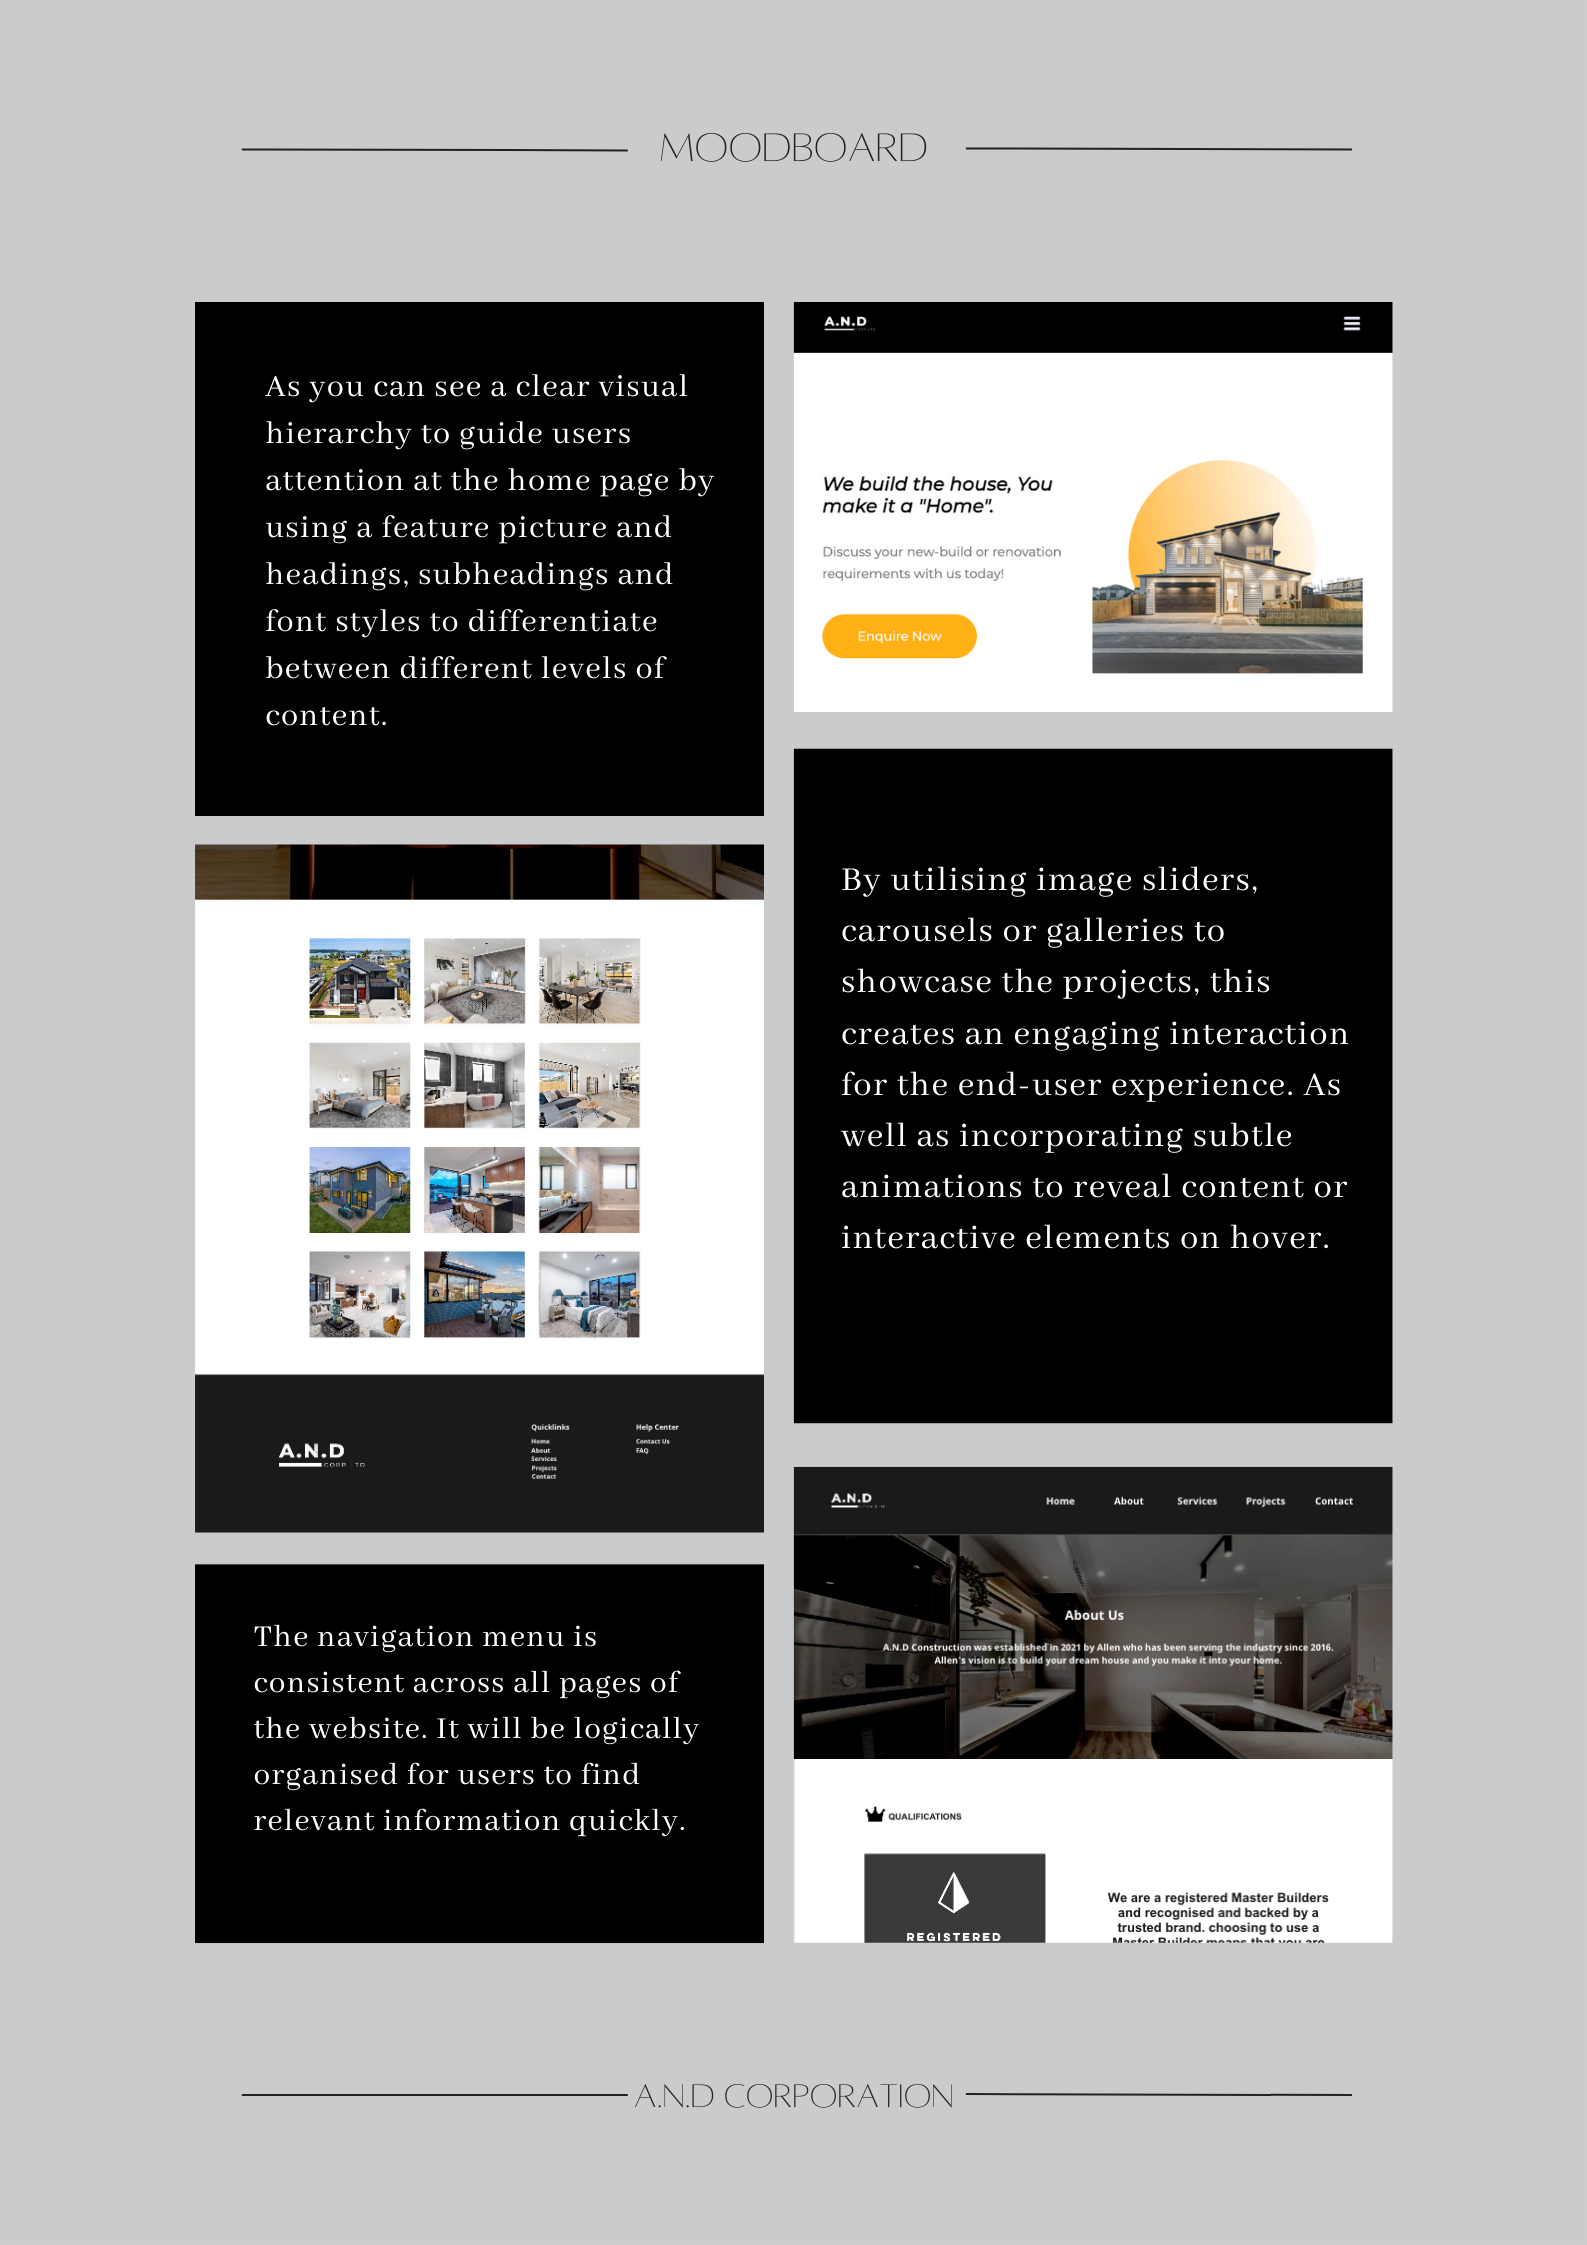 MOODBOARD
As you can see a clear visual
hierarchy to guide users
attention at the home page by
using a feature picture and
headings, subheadings and
font styles to differentiate
between different levels of
content.
A.N.D
We build the house, You
make it a "Home".
Discuss your new-build or renovation
requirements with us today!
Enquire Now
By utilising image sliders,
carousels or galleries to
showcase the projects, this
creates an engaging interaction
for the end-user experience. As
well as incorporating subtle
animations to reveal content or
interactive elements on hover.
A.N.D
CORP LTD
Quicklinks
Home
About
Services
Projects
Contact
Help Center
Contact Us
FAQ
The navigation menu is
consistent across all pages of
the website. It will be logically
organised for users to find
relevant information quickly.
A.N.D
Home About Services Projects Contact
About Us
A.N.D Construction was established in 2021 by Allen who has been serving the industry since 2016.
Allen's vision is to build your dream house and you make it into your home.
QUALIFICATIONS
REGISTERED
We are a registered Master Builders
and recognised and backed by a
trusted brand. choosing to use a
Master Builder means that you are
A.N.D CORPORATION